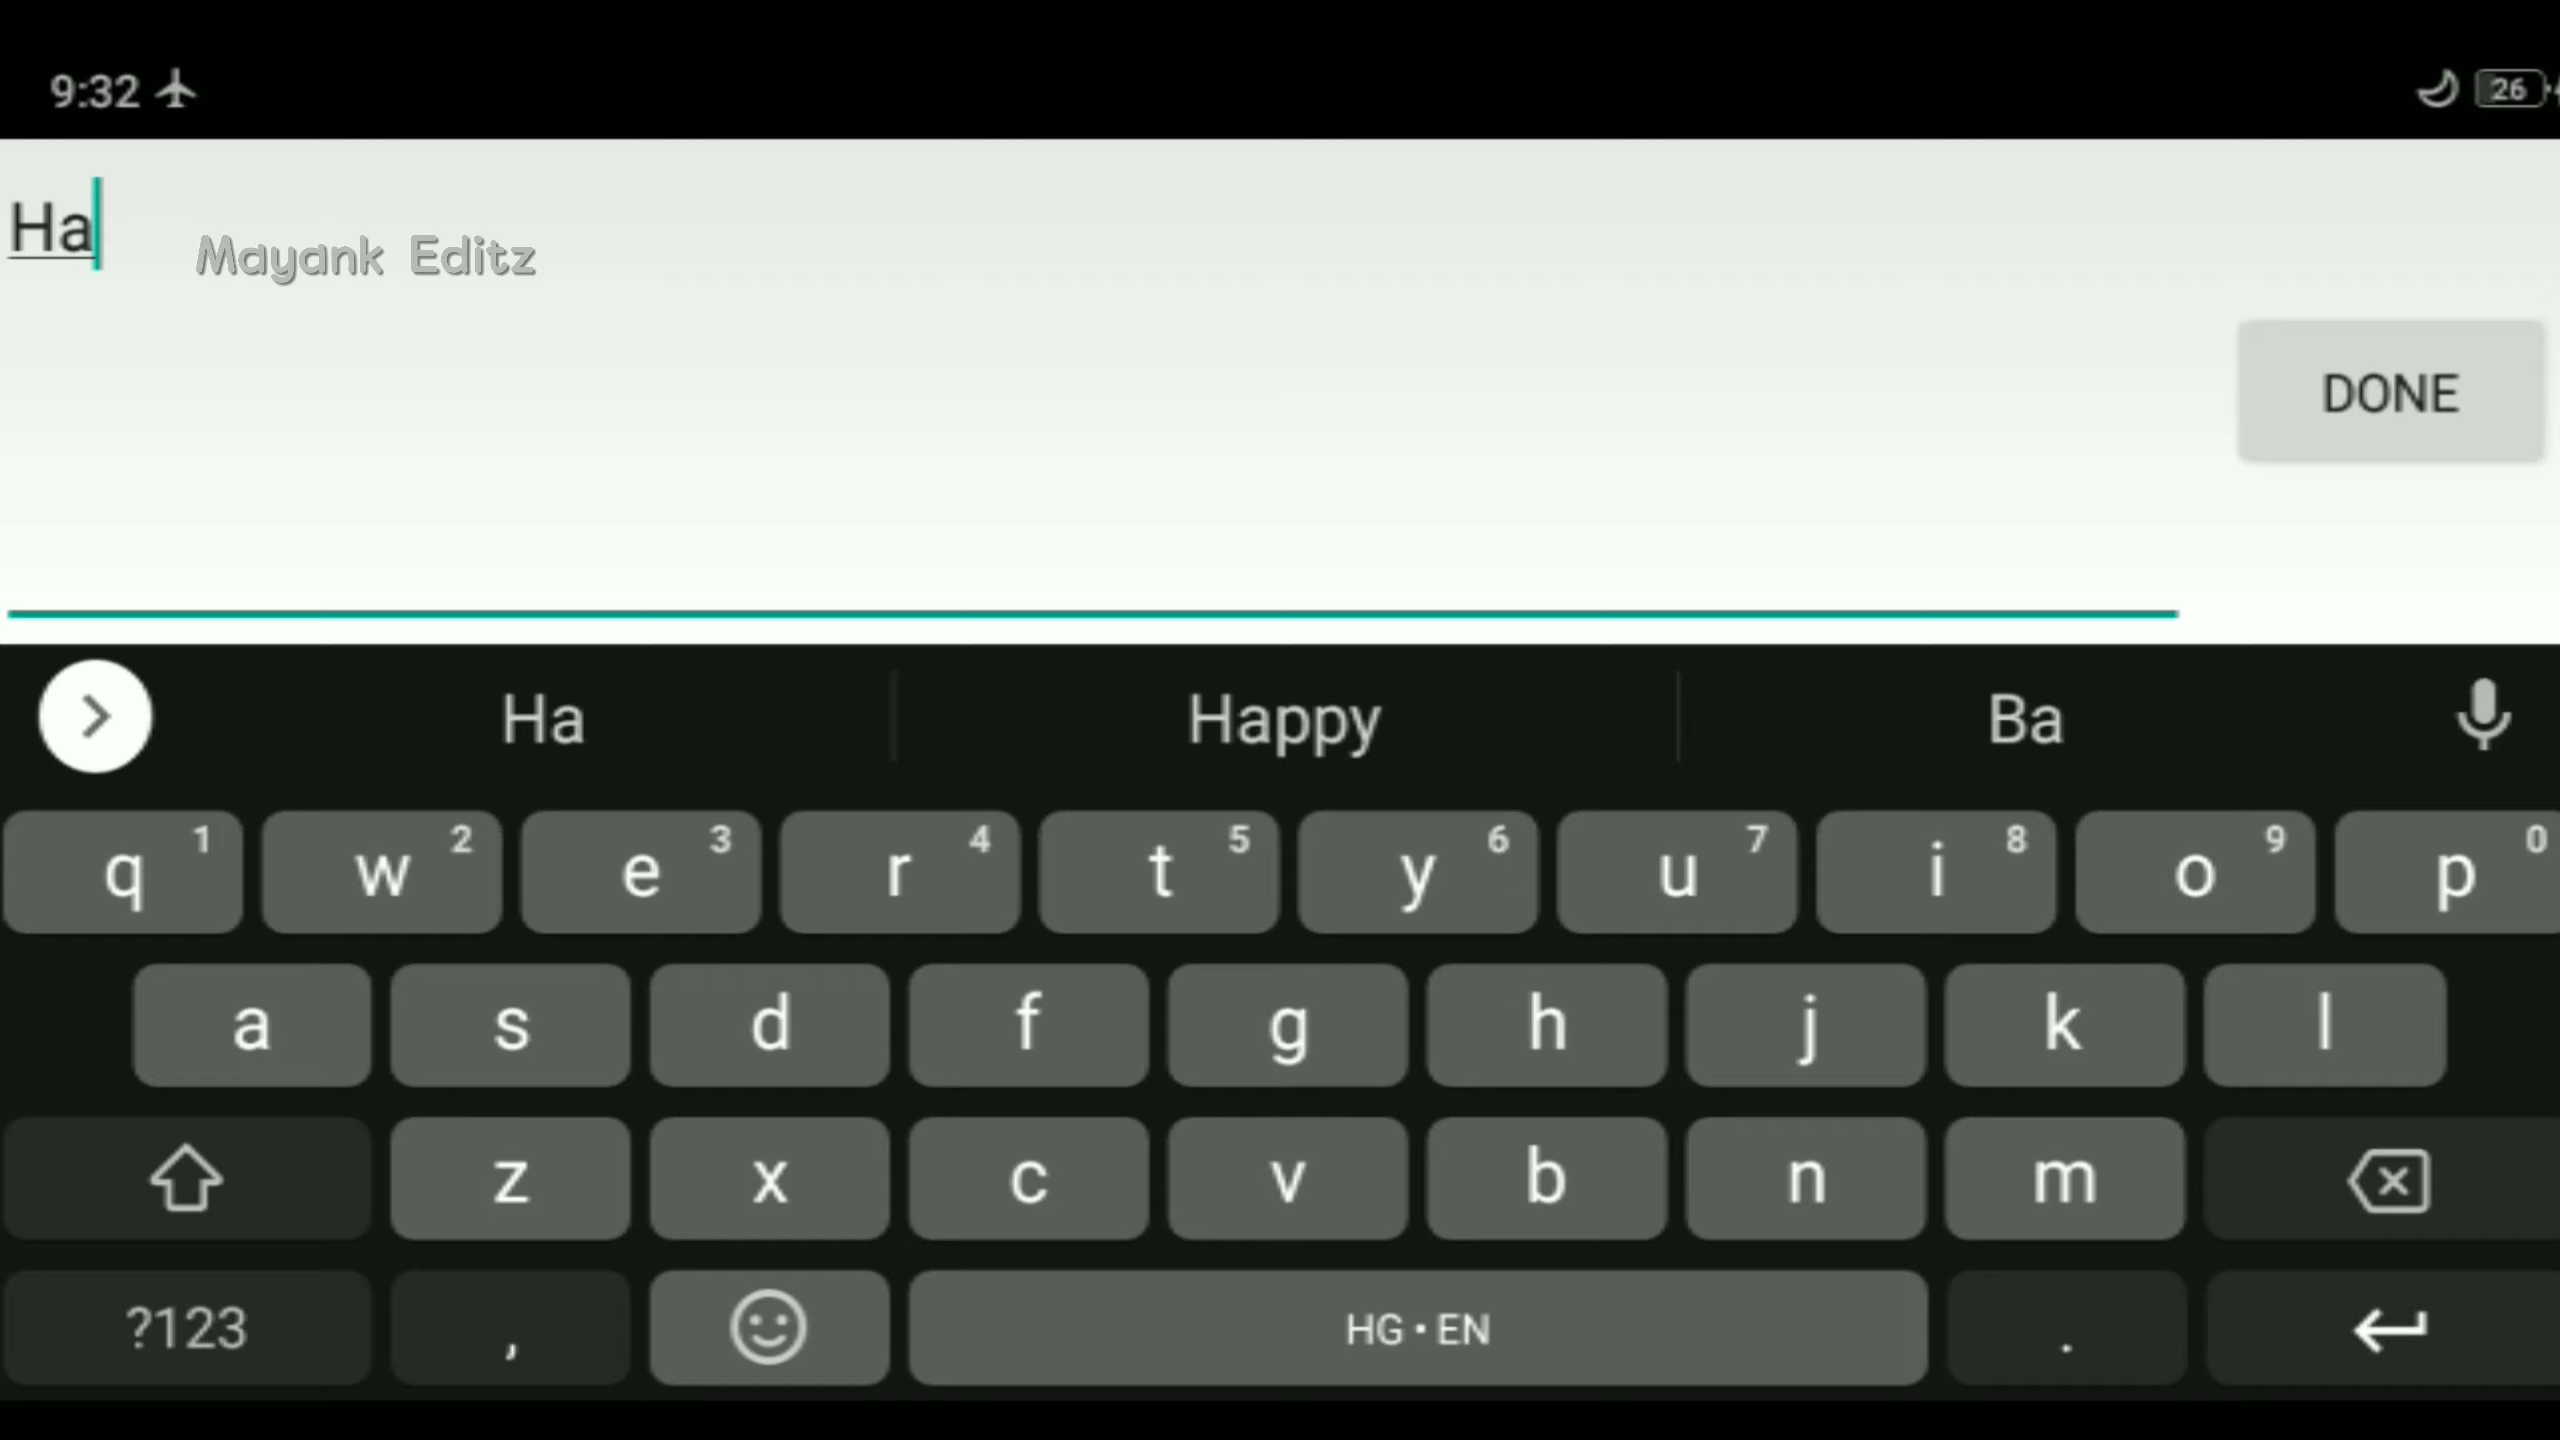 9:32
26
Ha
Mayank Editz
DONE
Ha Happy Ba
q 1 w 2 e 3 r 4 t 5 y 6 u 7 i 8 o 9 p 0
a s d f g h j k l
z x c v b n m
?123 , HG • EN .